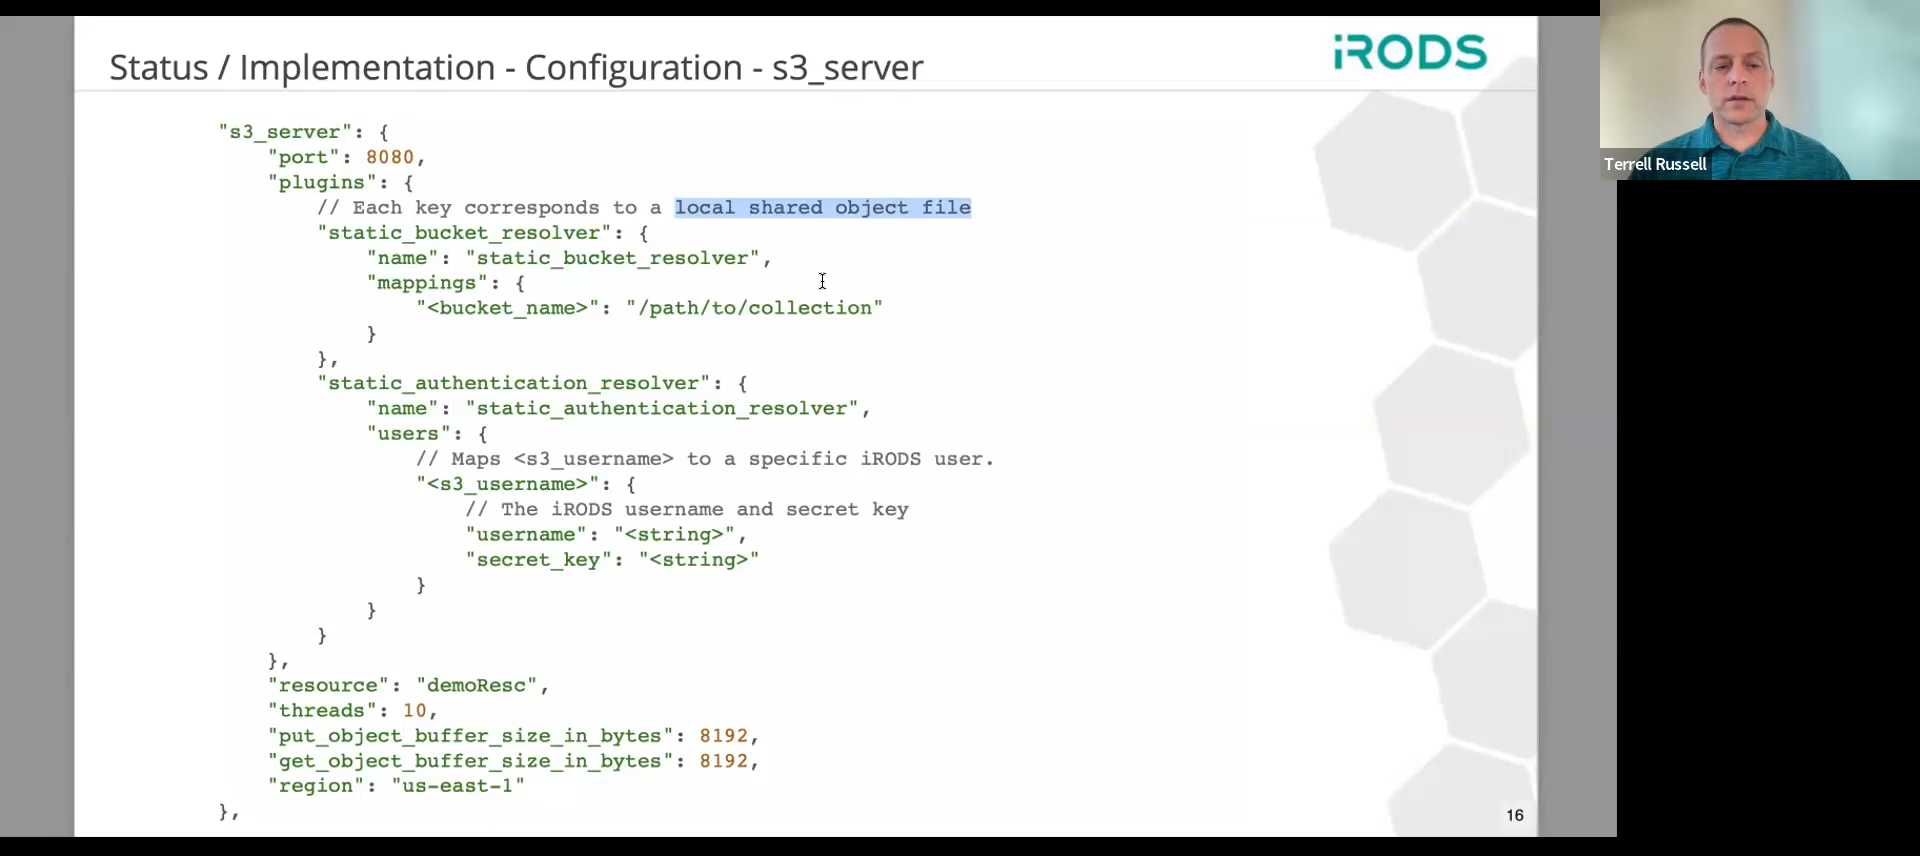 Status / Implementation - Configuration - s3_server
iRODS
Terrell Russell
"s3_server": {
    "port": 8080,
    "plugins": {
        // Each key corresponds to a local shared object file
        "static_bucket_resolver": {
            "name": "static_bucket_resolver",
            "mappings": {
                "<bucket_name>": "/path/to/collection"
            }
        },
        "static_authentication_resolver": {
            "name": "static_authentication_resolver",
            "users": {
                // Maps <s3_username> to a specific iRODS user.
                "<s3_username>": {
                    // The iRODS username and secret key
                    "username": "<string>",
                    "secret_key": "<string>"
                }
            }
        }
    },
    "resource": "demoResc",
    "threads": 10,
    "put_object_buffer_size_in_bytes": 8192,
    "get_object_buffer_size_in_bytes": 8192,
    "region": "us-east-1"
},
16